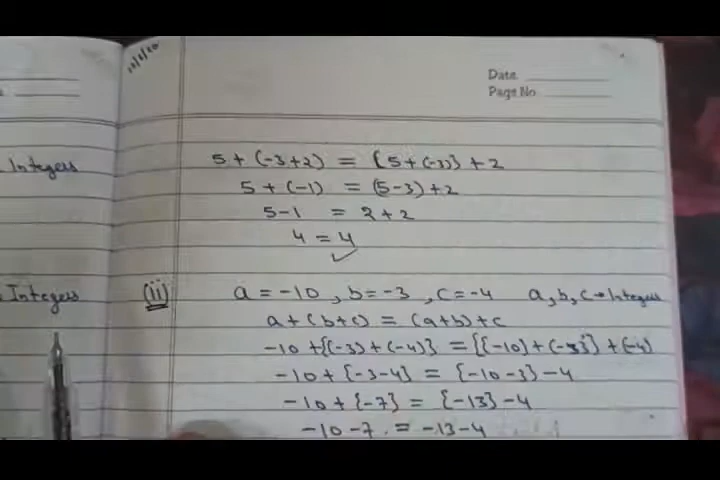 Date
Page No
Integers
5 + (-3+2) = {5+(-3)} + 2
5 + (-1) = (5-3)+2
5-1 = 2+2
4 = 4
Integers
(ii) a = -10 , b = -3 , c = -4 a, b, c → Integers
a + (b+c) = (a+b)+c
-10 + {(-3) + (-4)} = [(-10) + (-3)} + (-4)
-10 + {-3-4} = {-10-3} -4
-10 + {-7} = {-13} -4
-10 -7 = -13-4